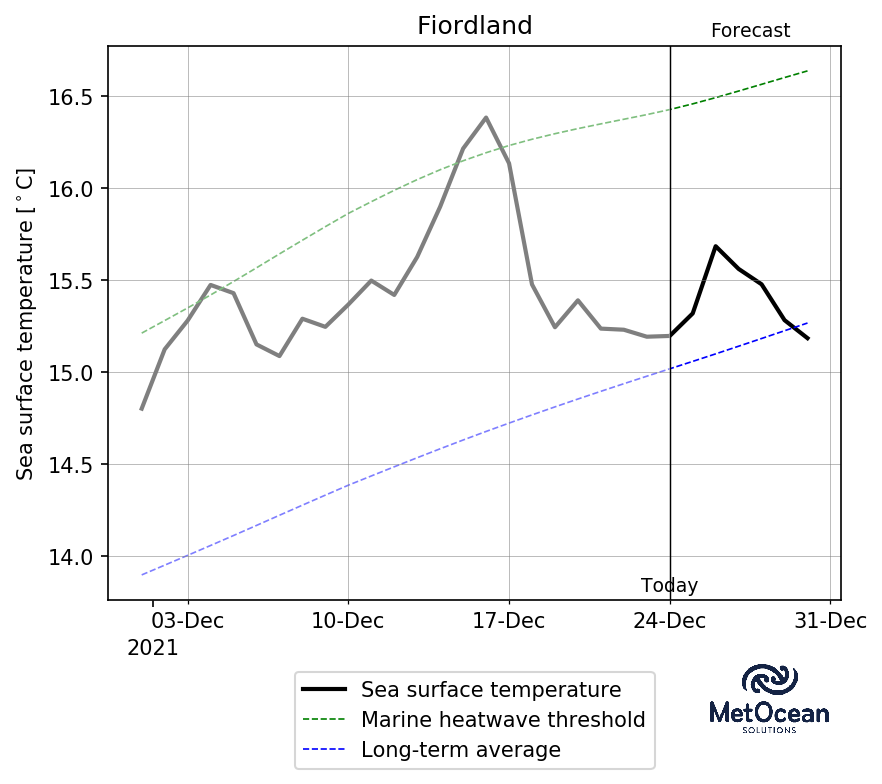 Fiordland
Forecast
Sea surface temperature [°C]
16.5
16.0
15.5
15.0
14.5
14.0
Today
03-Dec 10-Dec 17-Dec 24-Dec 31-Dec
2021
Sea surface temperature
Marine heatwave threshold
Long-term average
MetOcean
SOLUTIONS